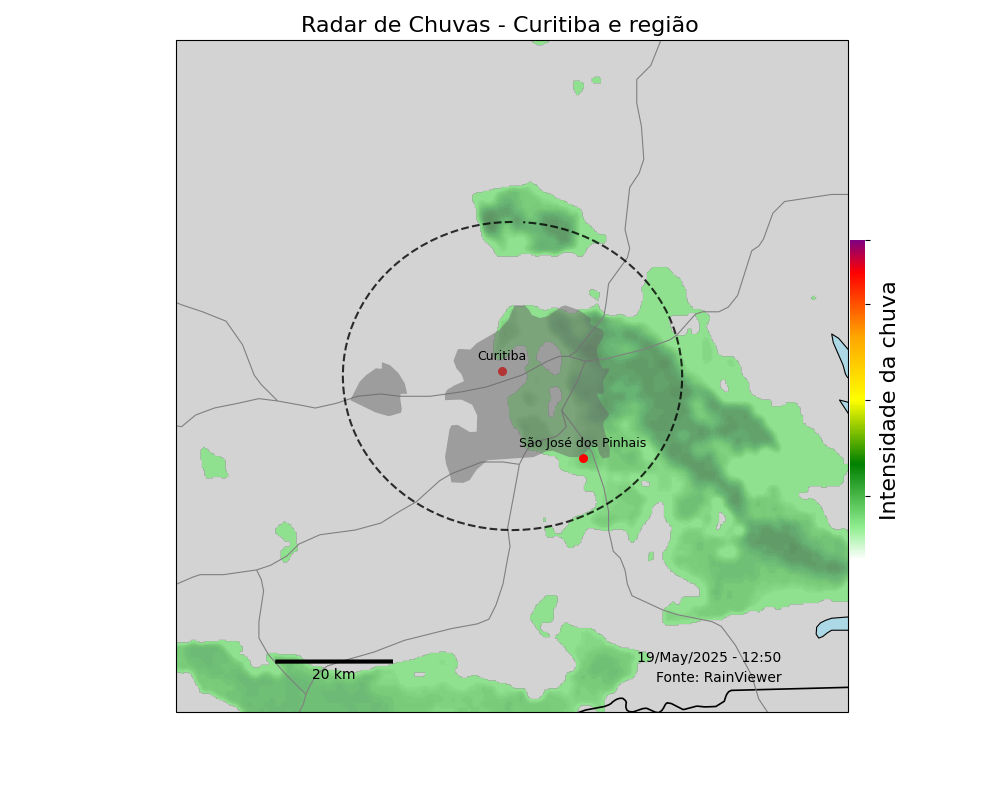 Radar de Chuvas - Curitiba e região
Curitiba
São José dos Pinhais
Intensidade da chuva
19/May/2025 - 12:50
20 km
Fonte: RainViewer